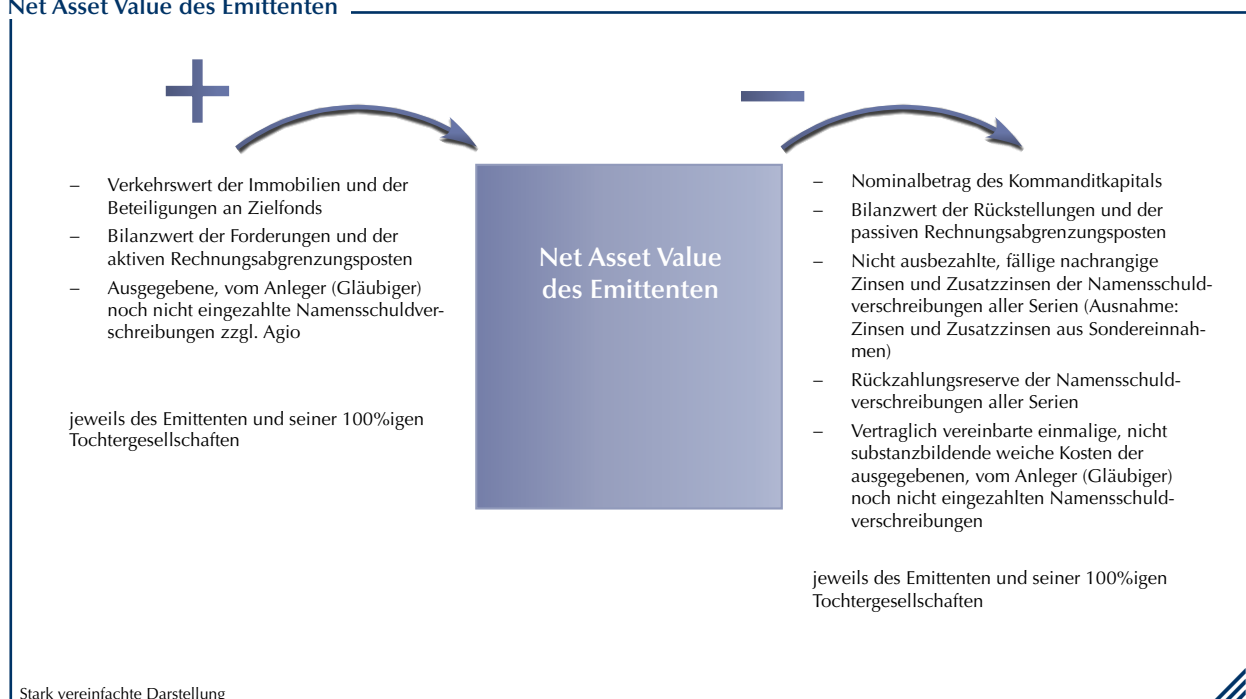 Net Asset Value des Emittenten
+
–
– Verkehrswert der Immobilien und der
Beteiligungen an Zielfonds
– Bilanzwert der Forderungen und der
aktiven Rechnungsabgrenzungsposten
– Ausgegebene, vom Anleger (Gläubiger)
noch nicht eingezahlte Namensschuldver-
schreibungen zzgl. Agio
jeweils des Emittenten und seiner 100%igen
Tochtergesellschaften
Net Asset Value
des Emittenten
– Nominalbetrag des Kommanditkapitals
– Bilanzwert der Rückstellungen und der
passiven Rechnungsabgrenzungsposten
– Nicht ausbezahlte, fällige nachrangige
Zinsen und Zusatzzinsen der Namensschuld-
verschreibungen aller Serien (Ausnahme:
Zinsen und Zusatzzinsen aus Sondereinnah-
men)
– Rückzahlungsreserve der Namensschuld-
verschreibungen aller Serien
– Vertraglich vereinbarte einmalige, nicht
substanzbildende weiche Kosten der
ausgegebenen, vom Anleger (Gläubiger)
noch nicht eingezahlten Namensschuld-
verschreibungen
jeweils des Emittenten und seiner 100%igen
Tochtergesellschaften
Stark vereinfachte Darstellung